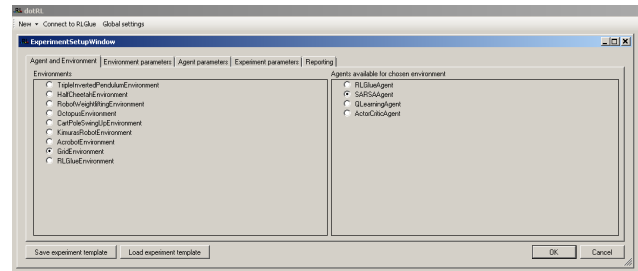 RL dotRL
New Connect to RLGlue Global settings
ExperimentSetupWindow
Agent and Environment Environment parameters Agent parameters Experiment parameters Reporting
Environments
TripleInvertedPendulumEnvironment
HalfCheetahEnvironment
RobotWeightliftingEnvironment
OctopusEnvironment
CartPoleSwingUpEnvironment
KimurasRobotEnvironment
AcrobotEnvironment
GridEnvironment
RLGlueEnvironment
Agents available for chosen environment
RLGlueAgent
SARSAAgent
QLearningAgent
ActorCriticAgent
Save experiment template Load experiment template OK Cancel